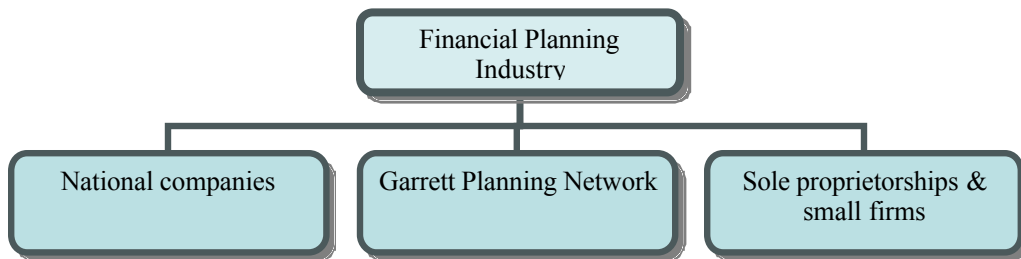 Financial Planning
Industry
National companies
Garrett Planning Network
Sole proprietorships &
small firms